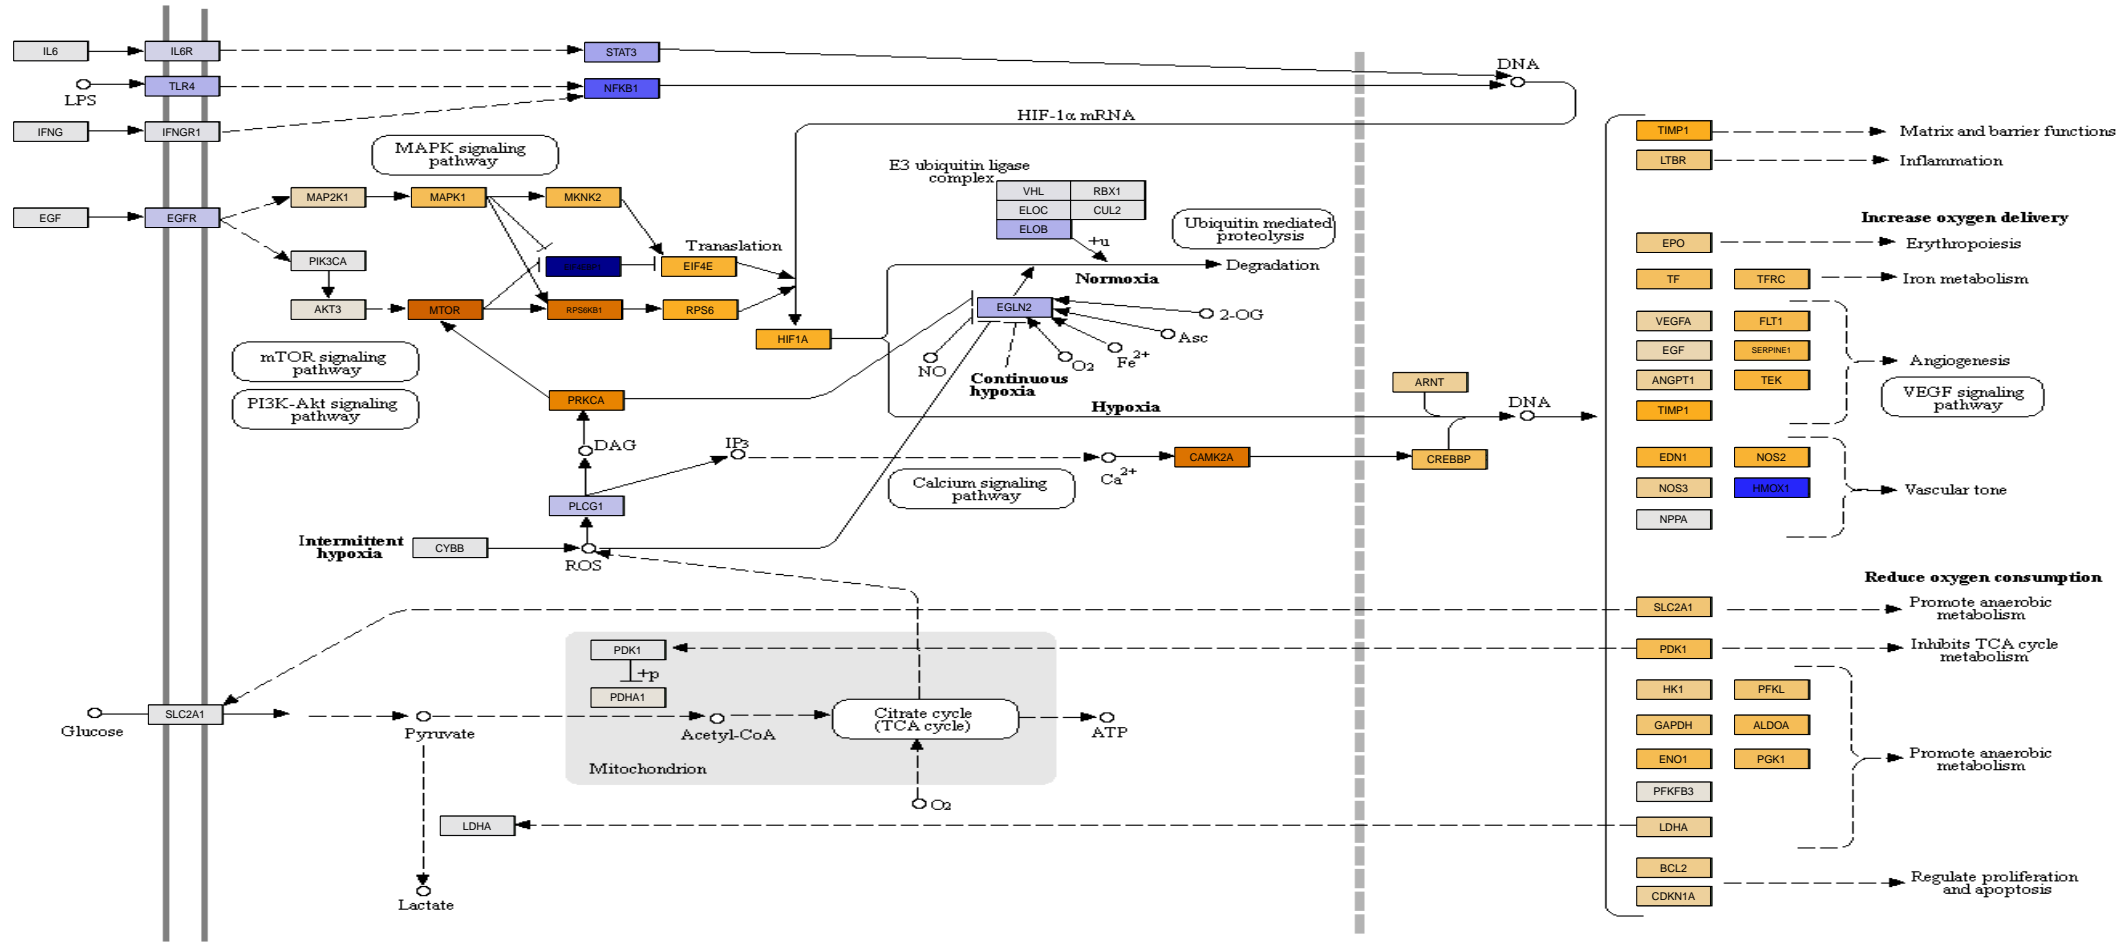 IL6
IL6R
STAT3
DNA
LPS
TLR4
NFKB1
IFNG
IFNGR1
HIF-1α mRNA
MAPK signaling
pathway
E3 ubiquitin ligase
complex
TIMP1
Matrix and barrier functions
LTBR
Inflammation
EGF
EGFR
MAP2K1
MAPK1
MKNK2
VHL
RBX1
ELOC
CUL2
ELOB
+u
Ubiquitin mediated
proteolysis
Increase oxygen delivery
PIK3CA
Tranaslation
EIF4E
Normoxia
Degradation
EPO
Erythropoiesis
AKT3
MTOR
RPS6KB1
RPS6
HIF1A
EGLN2
2-OG
Asc
Fe2+
O2
NO
Continuous
hypoxia
TF
TFRC
Iron metabolism
VEGFA
FLT1
EGF
SERPINE1
Angiogenesis
ANGPT1
TEK
TIMP1
VEGF signaling
pathway
mTOR signaling
pathway
PI3K-Akt signaling
pathway
PRKCA
Hypoxia
ARNT
DNA
DAG
IP3
Ca2+
CAMK2A
CREBBP
Calcium signaling
pathway
EDN1
NOS2
NOS3
HMOX1
Vascular tone
NPPA
PLCG1
Intermittent
hypoxia
CYBB
ROS
Reduce oxygen consumption
SLC2A1
Promote anaerobic
metabolism
PDK1
+p
PDHA1
PDK1
Inhibits TCA cycle
metabolism
Glucose
SLC2A1
Pyruvate
Acetyl-CoA
Citrate cycle
(TCA cycle)
ATP
Mitochondrion
O2
HK1
PFKL
GAPDH
ALDOA
ENO1
PGK1
Promote anaerobic
metabolism
PFKFB3
LDHA
LDHA
Lactate
BCL2
CDKN1A
Regulate proliferation
and apoptosis